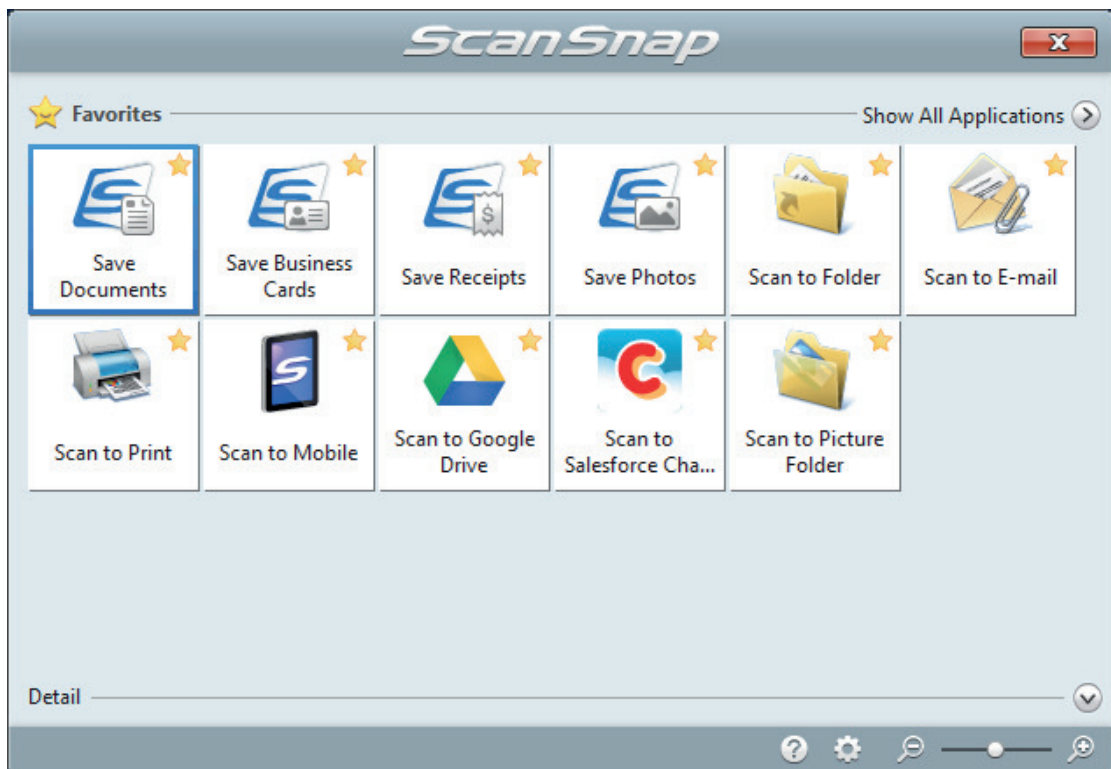 ScanSnap
Favorites
Show All Applications
Save
Documents
Save Business
Cards
Save Receipts
Save Photos
Scan to Folder
Scan to E-mail
Scan to Print
Scan to Mobile
Scan to Google
Drive
Scan to
Salesforce Cha...
Scan to Picture
Folder
Detail